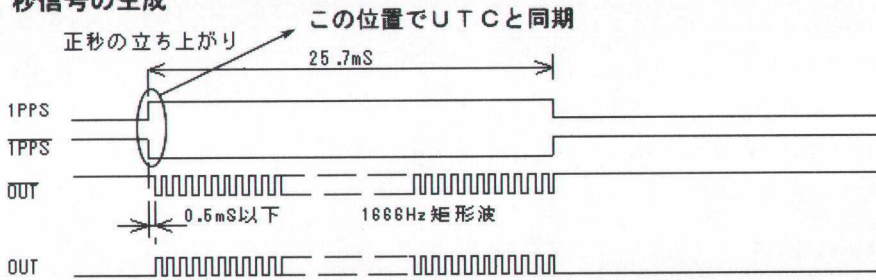 秒信号の生成
この位置でＵＴＣと同期
正秒の立ち上がり
25.7mS
1PPS
1PPS
OUT
0.5mS以下
1666Hz矩形波
OUT